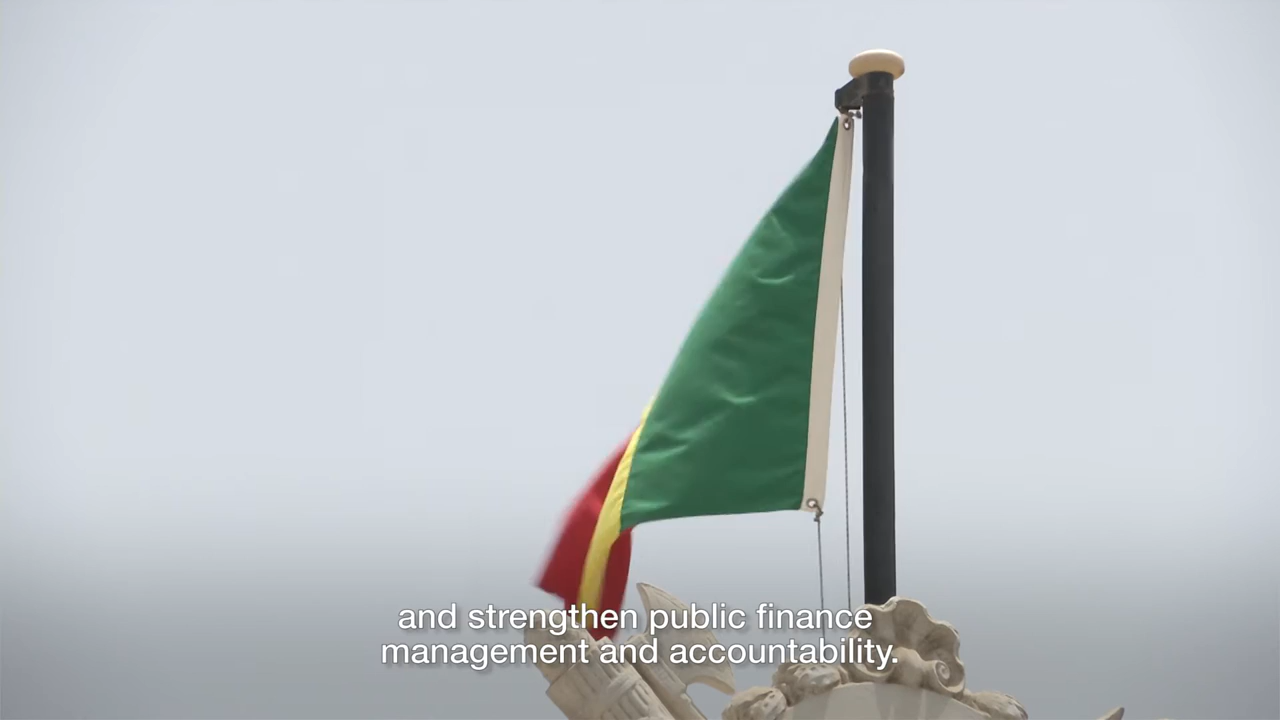 and strengthen public finance
management and accountability.